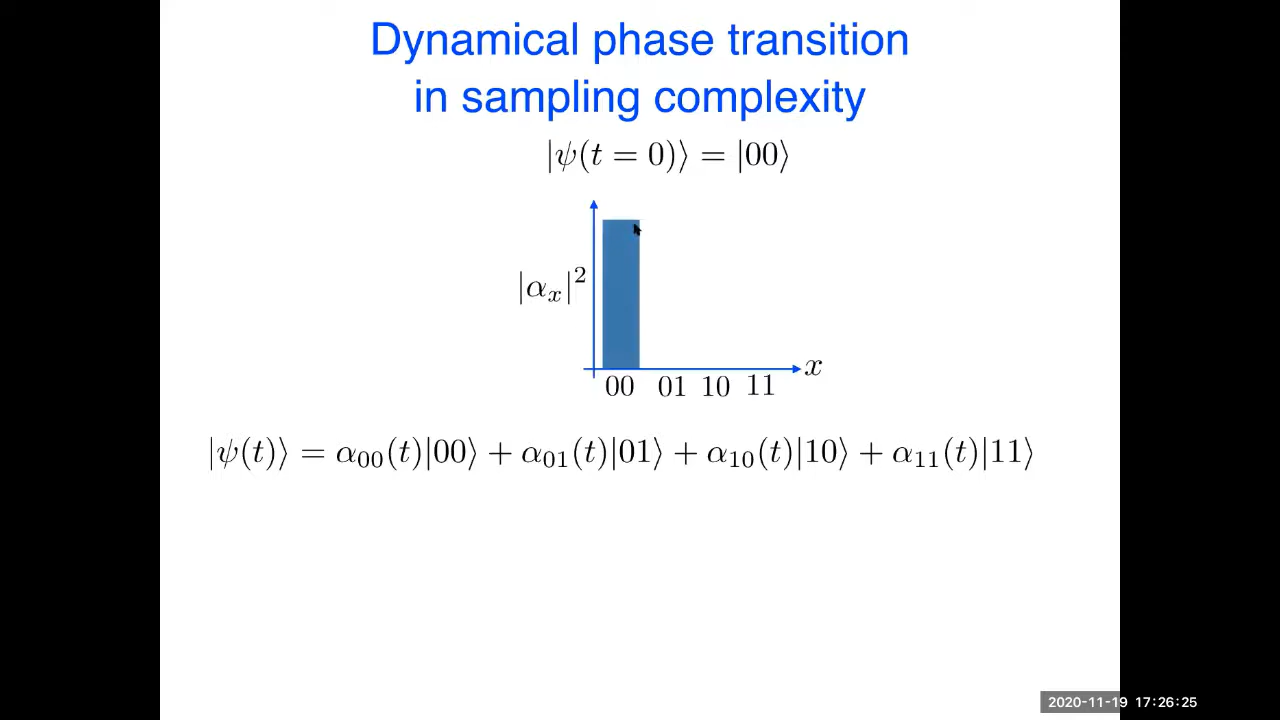 Dynamical phase transition
in sampling complexity
|ψ(t = 0)⟩ = |00⟩
|αₓ|²
x
00 01 10 11
|ψ(t)⟩ = α₀₀(t)|00⟩ + α₀₁(t)|01⟩ + α₁₀(t)|10⟩ + α₁₁(t)|11⟩
2020-11-19 17:26:25